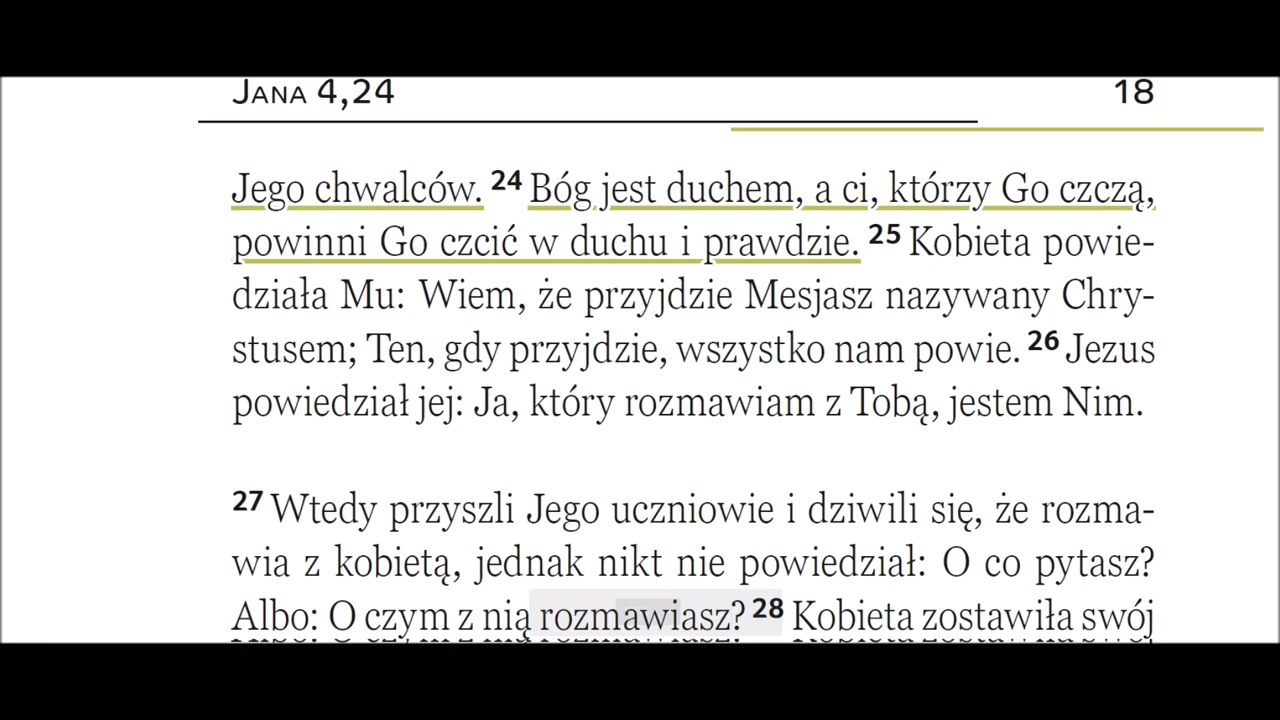 Jana 4,24 18
Jego chwalców. 24 Bóg jest duchem, a ci, którzy Go czczą,
powinni Go czcić w duchu i prawdzie. 25 Kobieta powie-
działa Mu: Wiem, że przyjdzie Mesjasz nazywany Chry-
stusem; Ten, gdy przyjdzie, wszystko nam powie. 26 Jezus
powiedział jej: Ja, który rozmawiam z Tobą, jestem Nim.
27 Wtedy przyszli Jego uczniowie i dziwili się, że rozma-
wia z kobietą, jednak nikt nie powiedział: O co pytasz?
Albo: O czym z nią rozmawiasz? 28 Kobieta zostawiła swój